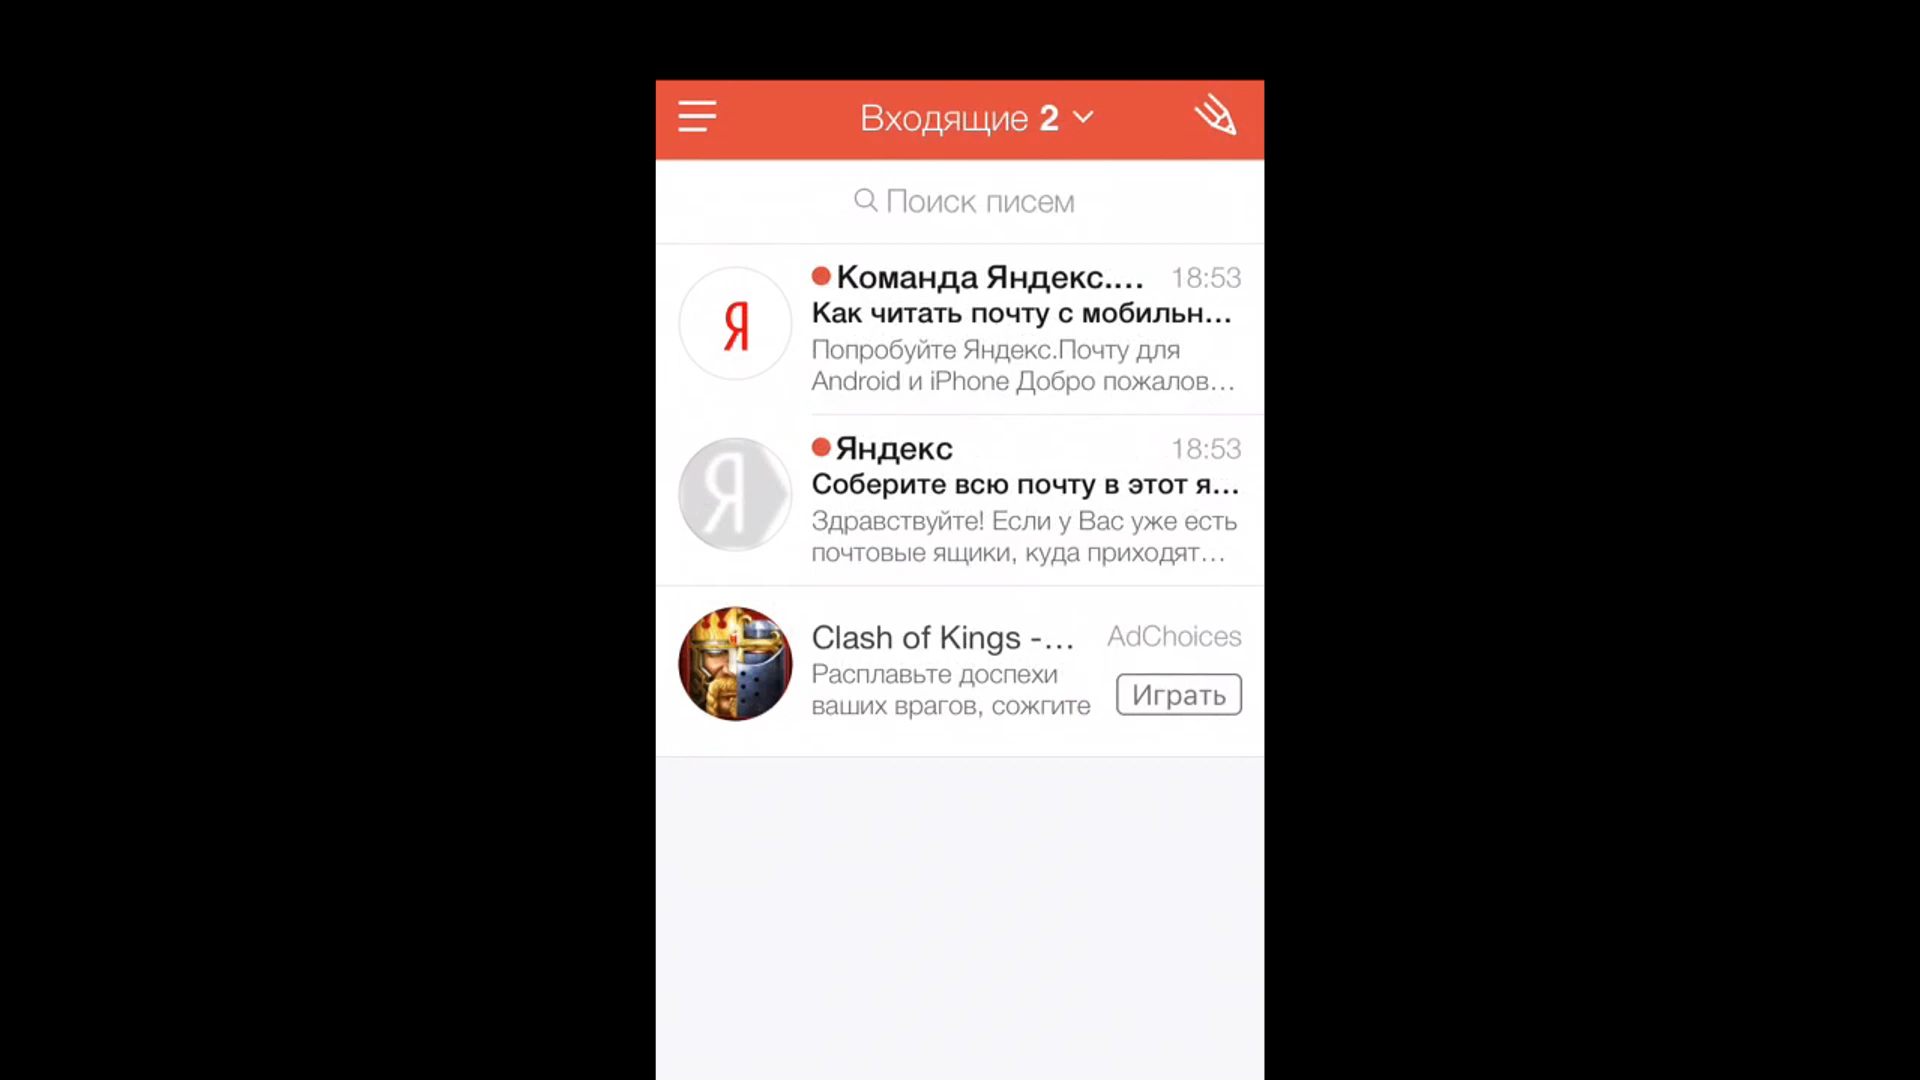 Входящие 2
Поиск писем
Команда Яндекс.... 18:53
Как читать почту с мобильн...
Попробуйте Яндекс.Почту для
Android и iPhone Добро пожалов...
Я
Яндекс 18:53
Соберите всю почту в этот я...
Здравствуйте! Если у Вас уже есть
почтовые ящики, куда приходят...
Я
Clash of Kings -... AdChoices
Расплавьте доспехи
ваших врагов, сожгите
Играть